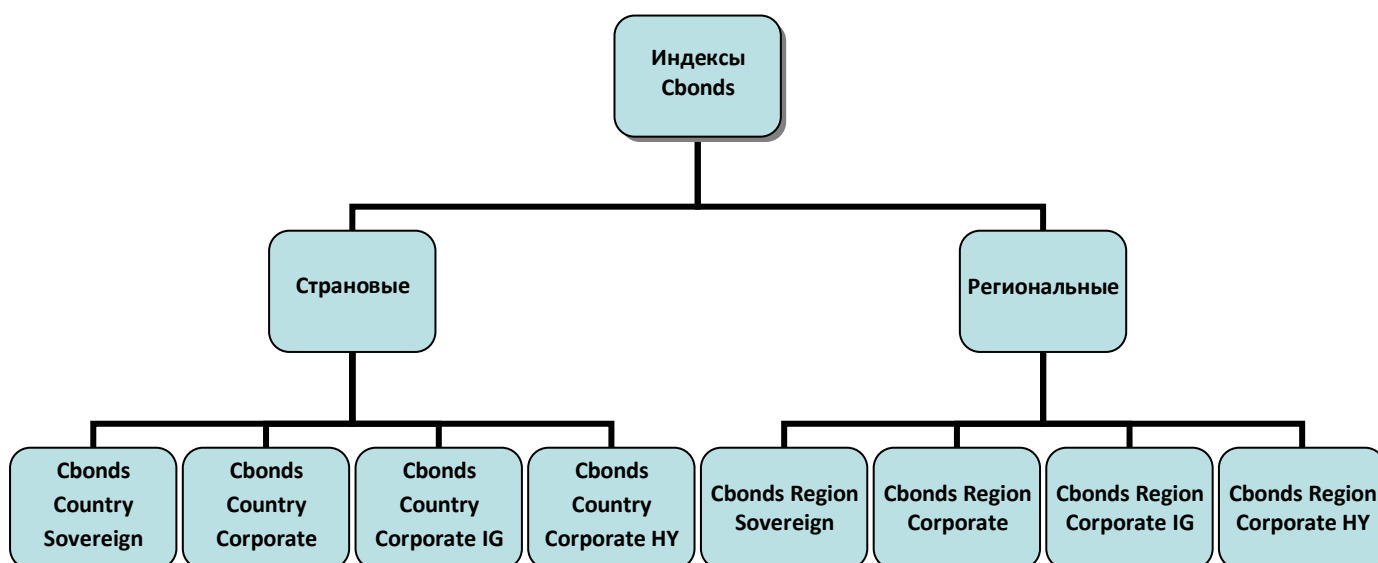 Индексы
Cbonds
Страновые
Региональные
Cbonds
Country
Sovereign
Cbonds
Country
Corporate
Cbonds
Country
Corporate IG
Cbonds
Country
Corporate HY
Cbonds Region
Sovereign
Cbonds Region
Corporate
Cbonds Region
Corporate IG
Cbonds Region
Corporate HY